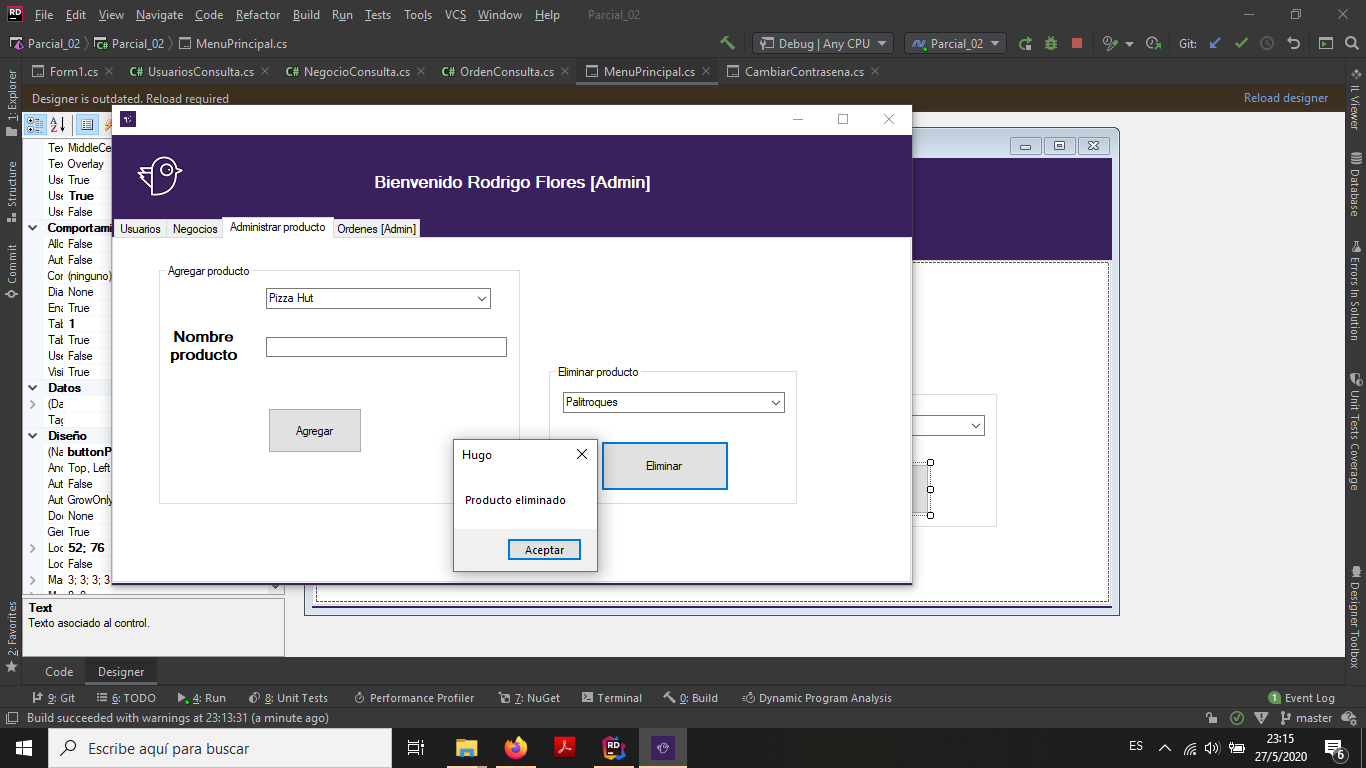 RD File Edit View Navigate Code Refactor Build Run Tests Tools VCS Window Help Parcial_02
Parcial_02 Parcial_02 MenuPrincipal.cs Debug | Any CPU Parcial_02 Git:
Form1.cs C# UsuariosConsulta.cs C# NegocioConsulta.cs C# OrdenConsulta.cs MenuPrincipal.cs CambiarContrasena.cs
Designer is outdated. Reload required Reload designer
1: Explorer
Structure
Commit
2: Favorites
Te> MiddleCe
Te> Overlay
Use True
Use True
Use False
Comportami
Allc False
Aut False
Cor (ninguno)
Dia None
Ena True
Tab 1
Tab True
Use False
Visi True
Datos
(Da
Tag
Diseño
(Na buttonP
Anc Top, Left
Aut False
Aut GrowOnly
Doc None
Ger True
Loc 52; 76
Loc False
Ma 3; 3; 3; 3
Text
Texto asociado al control.
Bienvenido Rodrigo Flores [Admin]
Usuarios Negocios Administrar producto Ordenes [Admin]
Agregar producto
Pizza Hut
Nombre
producto
Agregar
Eliminar producto
Palitroques
Eliminar
Hugo
Producto eliminado
Aceptar
IL Viewer
Database
Errors In Solution
Unit Tests Coverage
Designer Toolbox
Code Designer
9: Git 6: TODO 4: Run 8: Unit Tests Performance Profiler 7: NuGet Terminal 0: Build Dynamic Program Analysis 1 Event Log
Build succeeded with warnings at 23:13:31 (a minute ago) master
Escribe aquí para buscar RD ES 23:15
27/5/2020 6